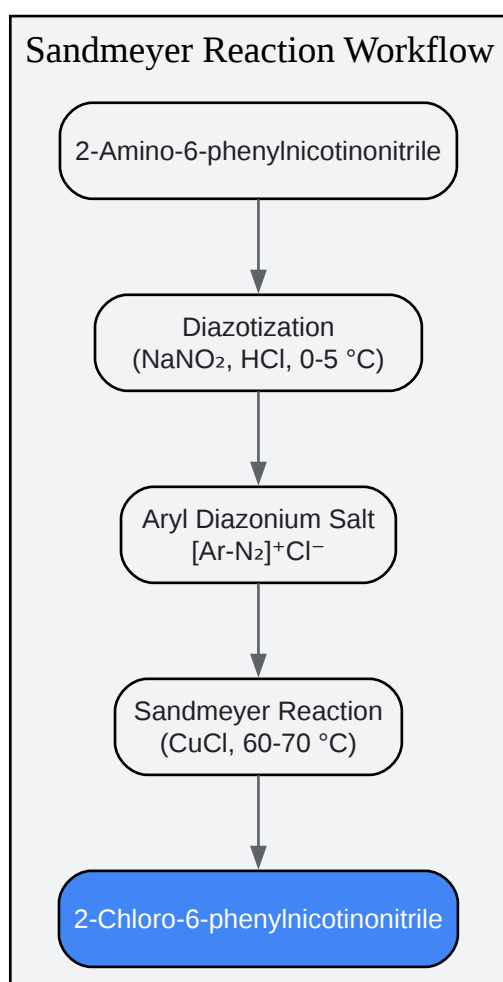 Sandmeyer Reaction Workflow
2-Amino-6-phenylnicotinonitrile
Diazotization
(NaNO₂, HCl, 0-5 °C)
Aryl Diazonium Salt
[Ar-N₂]⁺Cl⁻
Sandmeyer Reaction
(CuCl, 60-70 °C)
2-Chloro-6-phenylnicotinonitrile